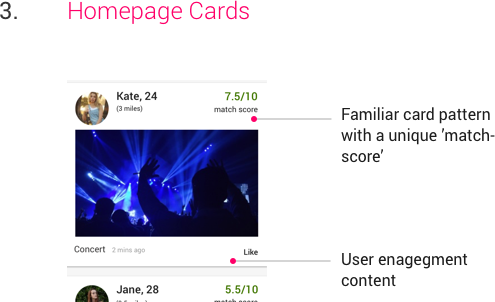 3. Homepage Cards
Kate, 24
7.5/10
(3 miles)
match score
Familiar card pattern
with a unique 'match-
score'
Concert 2 mins ago
Like
User enagegment
content
Jane, 28
5.5/10
match score